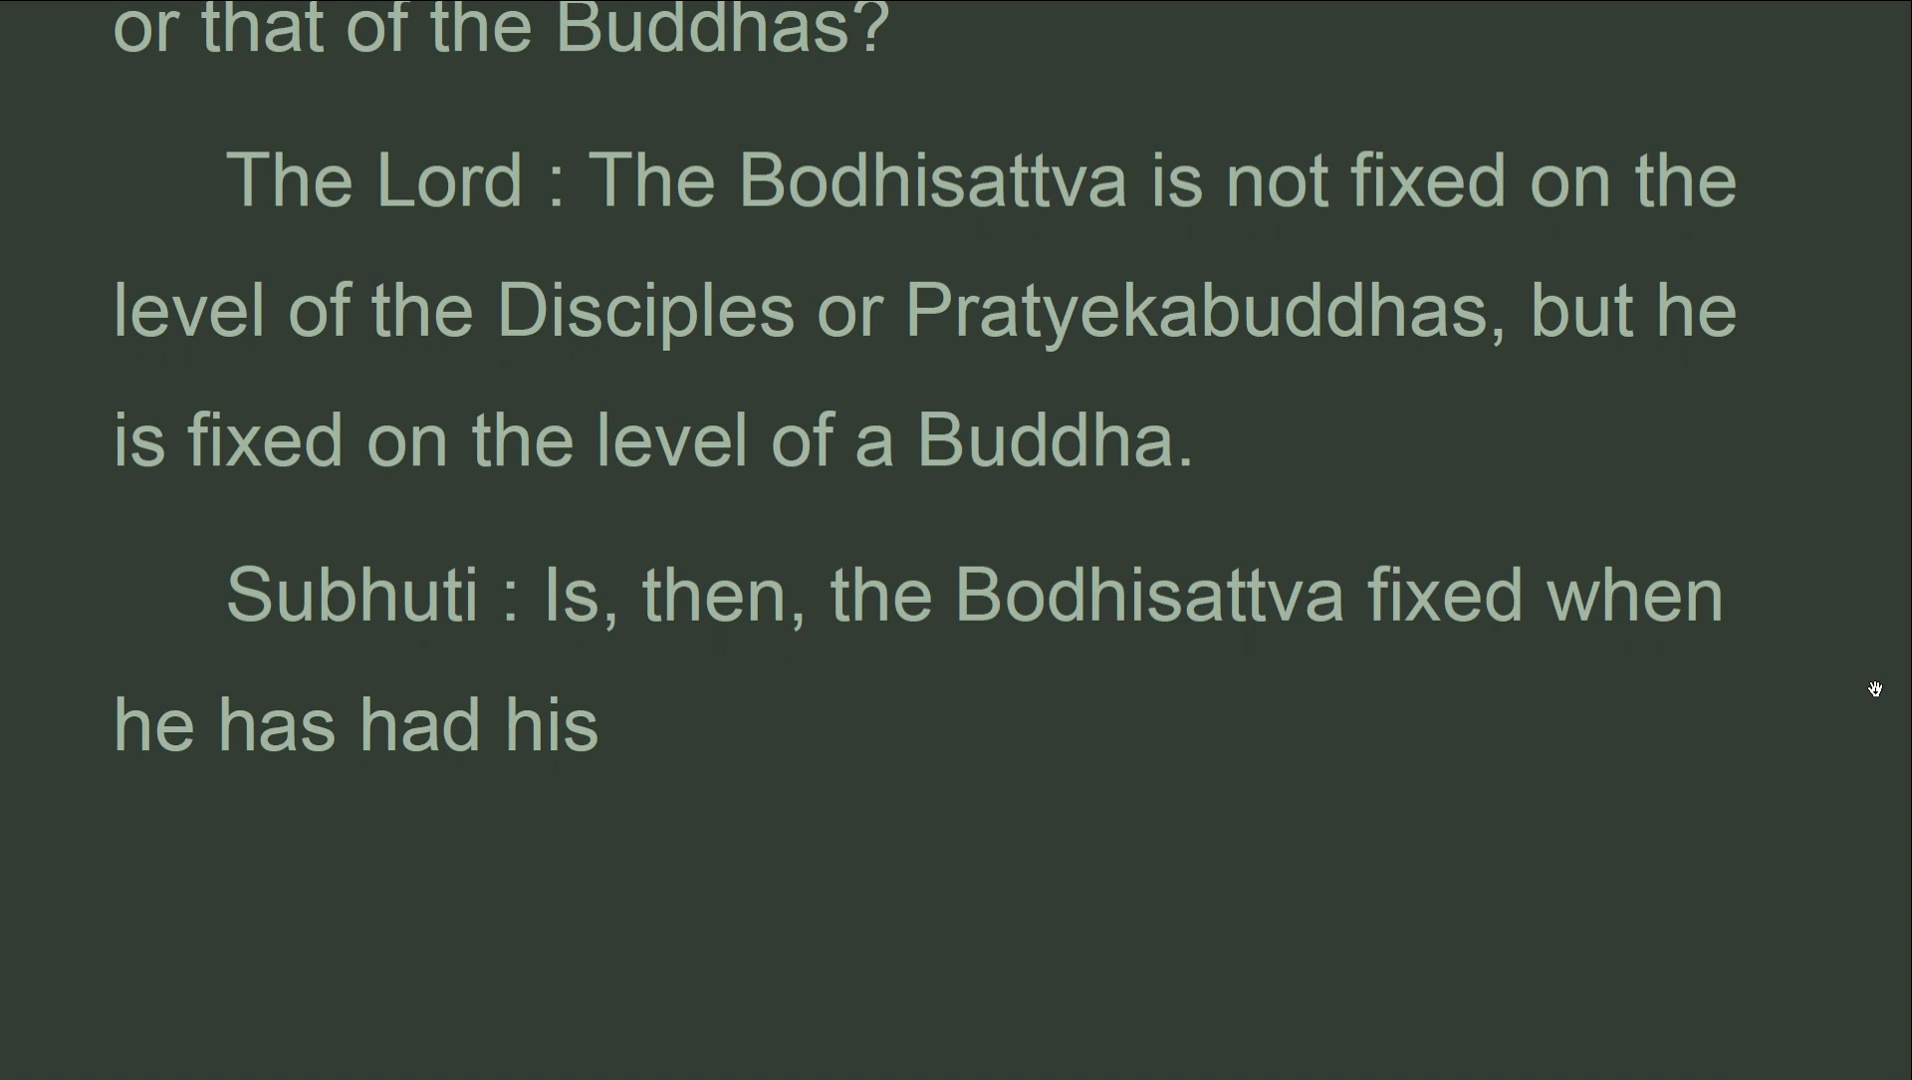 or that of the Buddhas?
The Lord : The Bodhisattva is not fixed on the
level of the Disciples or Pratyekabuddhas, but he
is fixed on the level of a Buddha.
Subhuti : Is, then, the Bodhisattva fixed when
he has had his